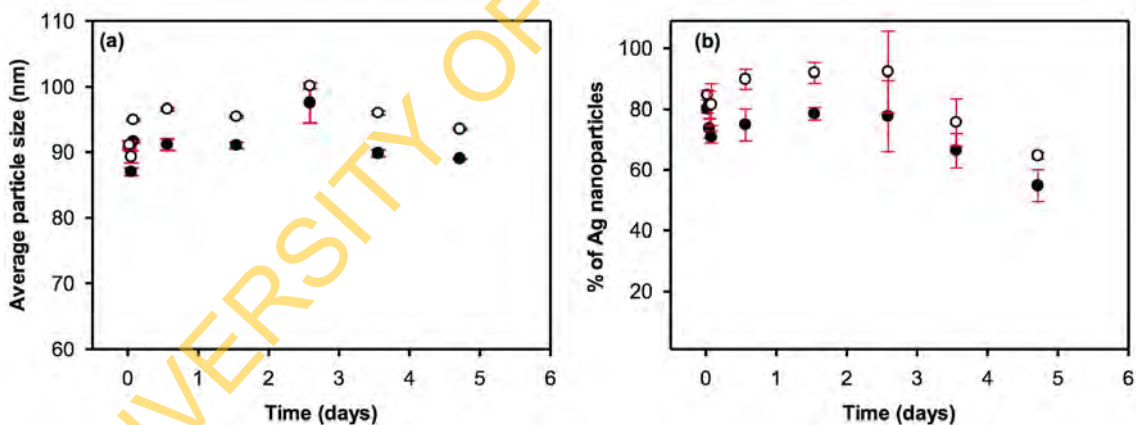 (a)
Average particle size (nm)
110
100
90
80
70
60
0 1 2 3 4 5 6
Time (days)
(b)
% of Ag nanoparticles
100
80
60
40
20
0 1 2 3 4 5 6
Time (days)
UNIVERSITY OF